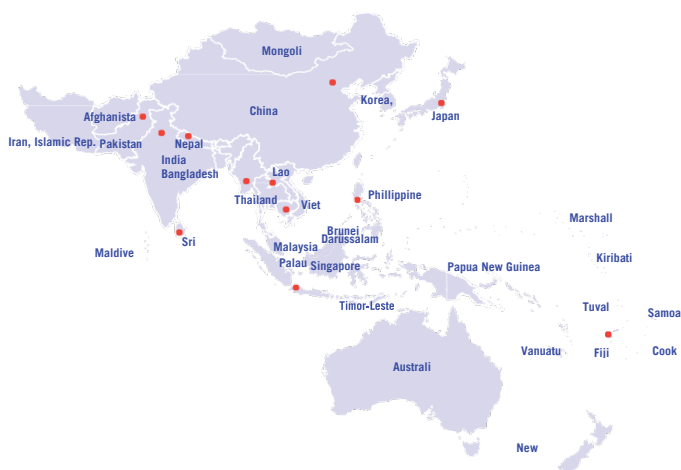 Mongoli
China
Korea,
Japan
Afghanista
Iran, Islamic Rep.
Pakistan
Nepal
India
Bangladesh
Lao
Thailand
Viet
Phillippine
Sri
Maldive
Brunei
Darussalam
Malaysia
Palau
Singapore
Papua New Guinea
Timor-Leste
Marshall
Kiribati
Tuval
Samoa
Vanuatu
Fiji
Cook
Australi
New